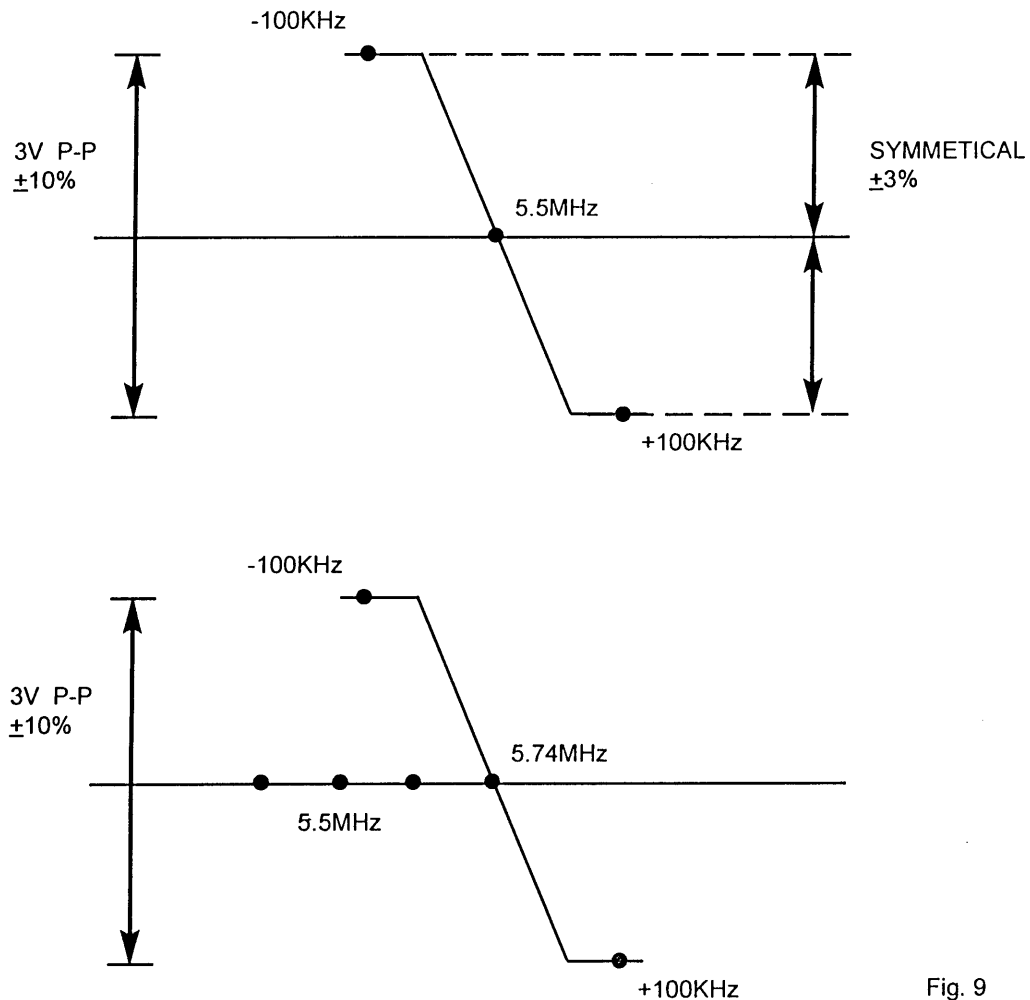 -100KHz
3V P-P
±10%
SYMMETICAL
±3%
5.5MHz
+100KHz
-100KHz
3V P-P
±10%
5.74MHz
5.5MHz
+100KHz
Fig. 9